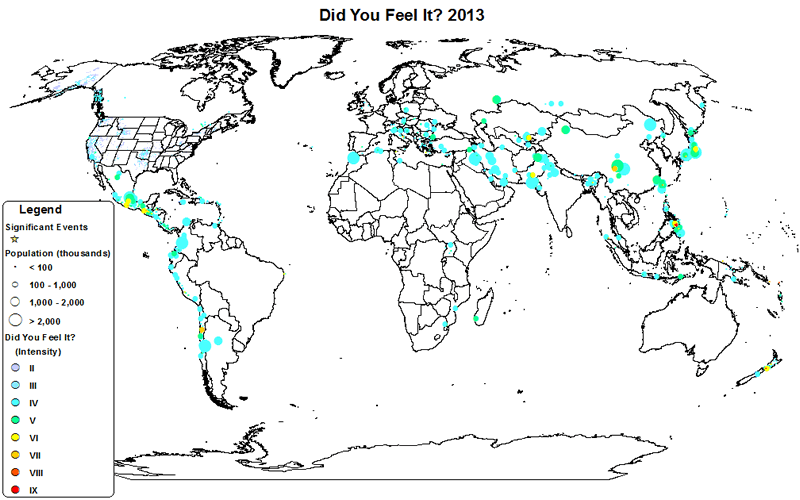 Did You Feel It? 2013
Legend
Significant Events
Population (thousands)
< 100
100 - 1,000
1,000 - 2,000
> 2,000
Did You Feel It?
(Intensity)
II
III
IV
V
VI
VII
VIII
IX